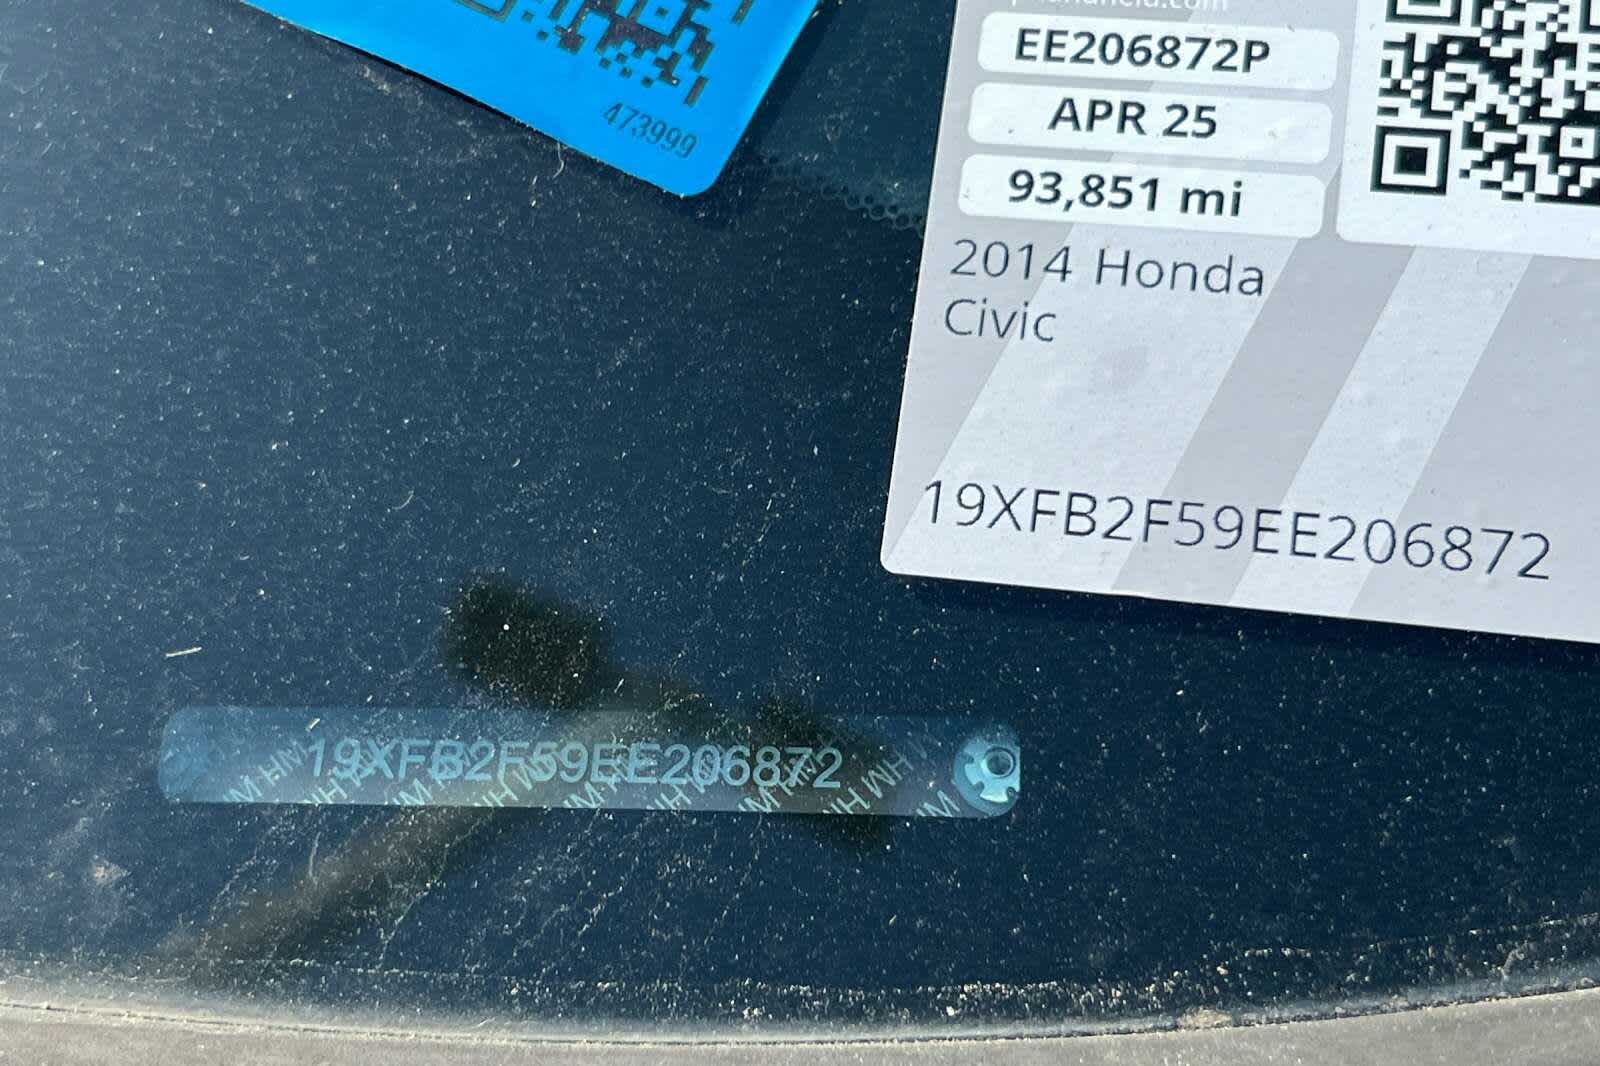 473999
EE206872P
APR 25
93,851 mi
2014 Honda
Civic
19XFB2F59EE206872
19XFB2F59EE206872